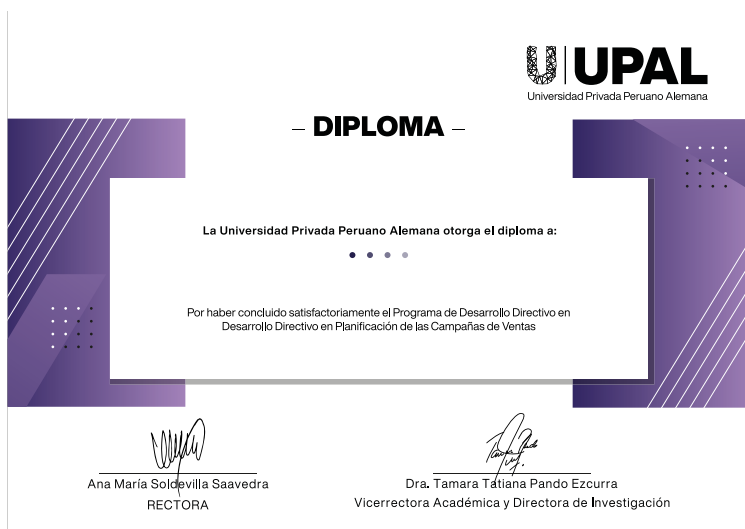 UPAL
Universidad Privada Peruano Alemana
– DIPLOMA –
La Universidad Privada Peruano Alemana otorga el diploma a:
Por haber concluido satisfactoriamente el Programa de Desarrollo Directivo en
Desarrollo Directivo en Planificación de las Campañas de Ventas
Ana María Soldevilla Saavedra
RECTORA
Dra. Tamara Tatiana Pando Ezcurra
Vicerrectora Académica y Directora de Investigación